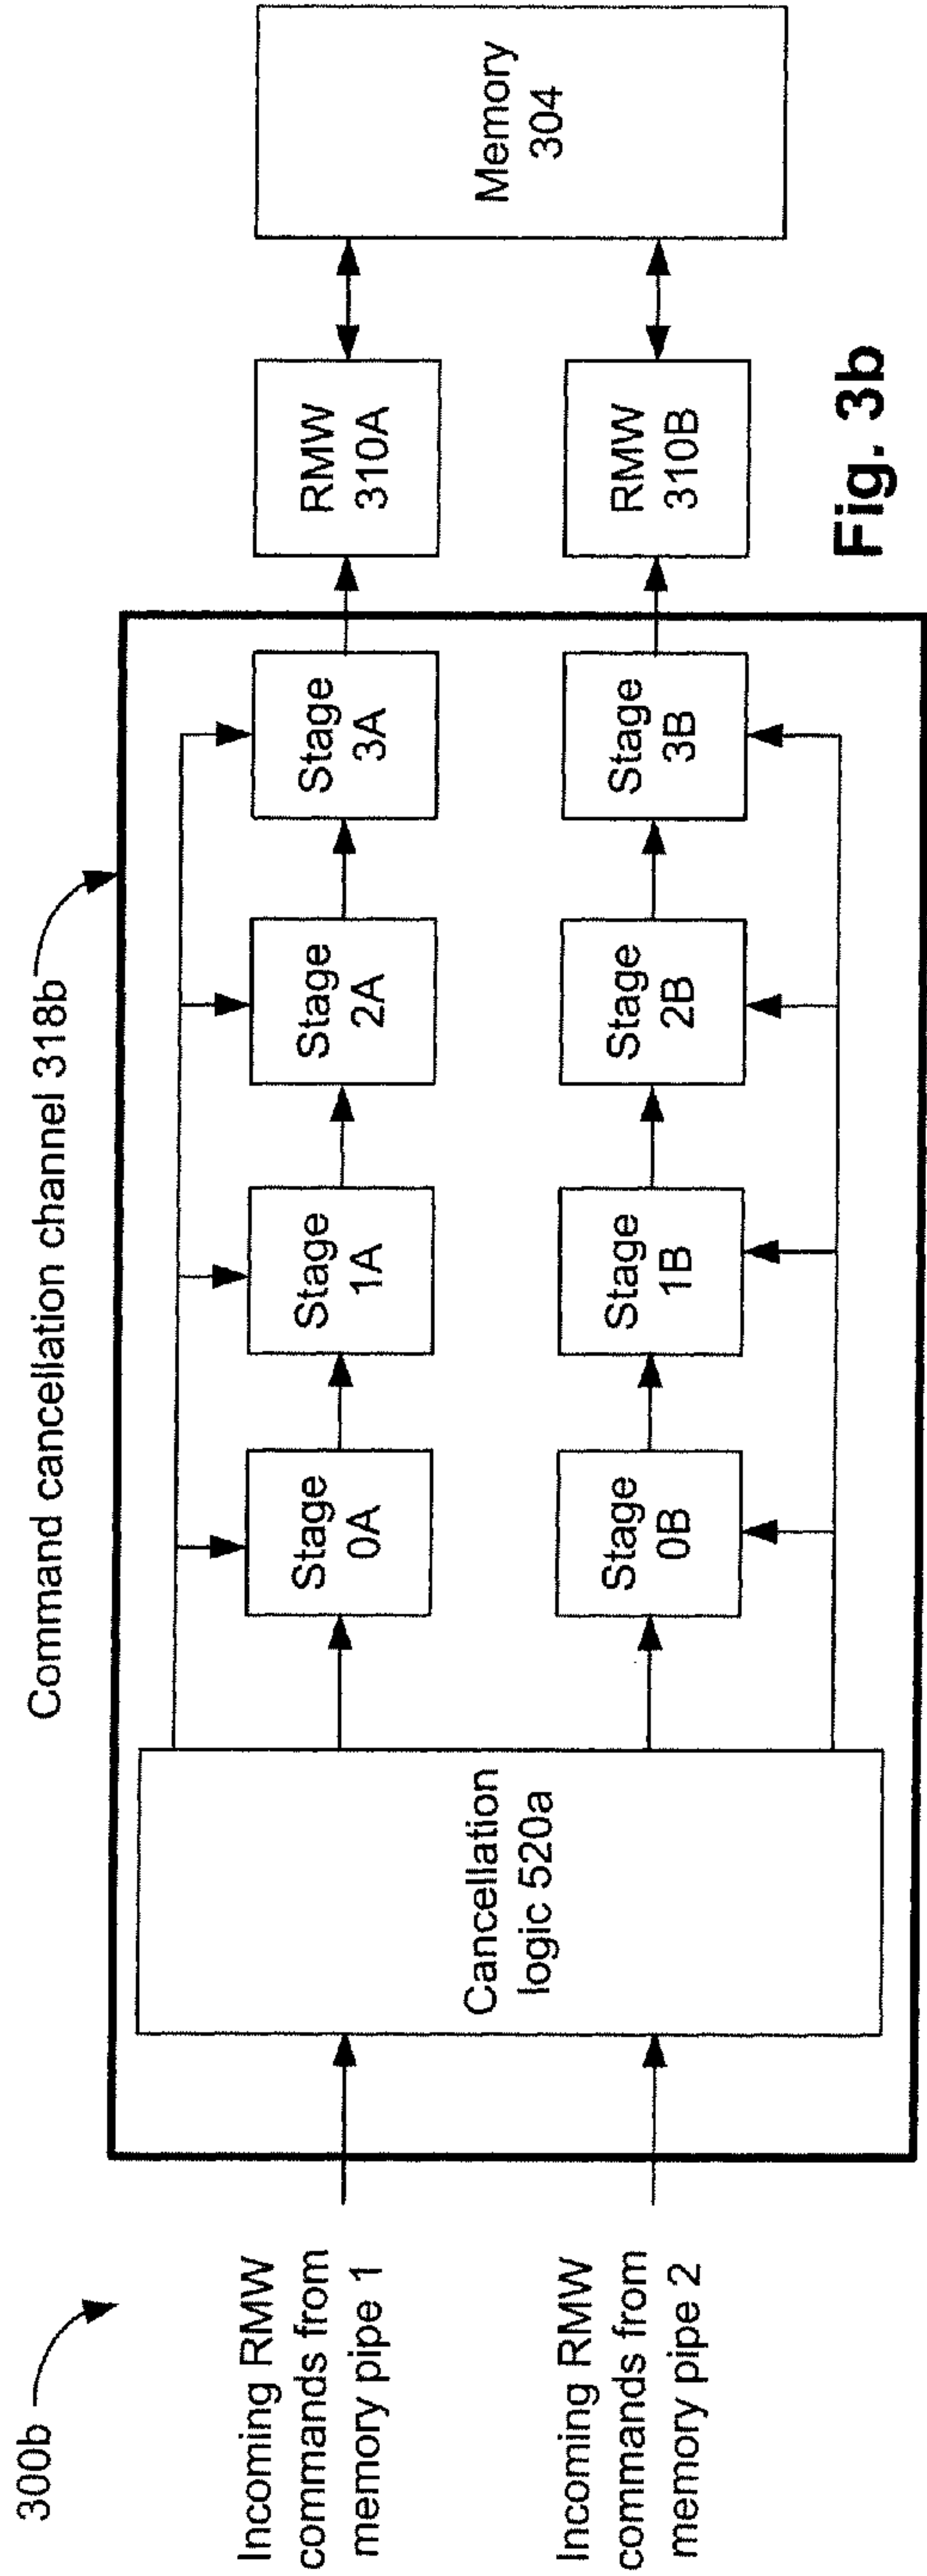 300b
Command cancellation channel 318b
Incoming RMW
commands from
memory pipe 1
Incoming RMW
commands from
memory pipe 2
Cancellation
logic 520a
Stage
0A
Stage
1A
Stage
2A
Stage
3A
Stage
0B
Stage
1B
Stage
2B
Stage
3B
RMW
310A
RMW
310B
Memory
304
Fig. 3b